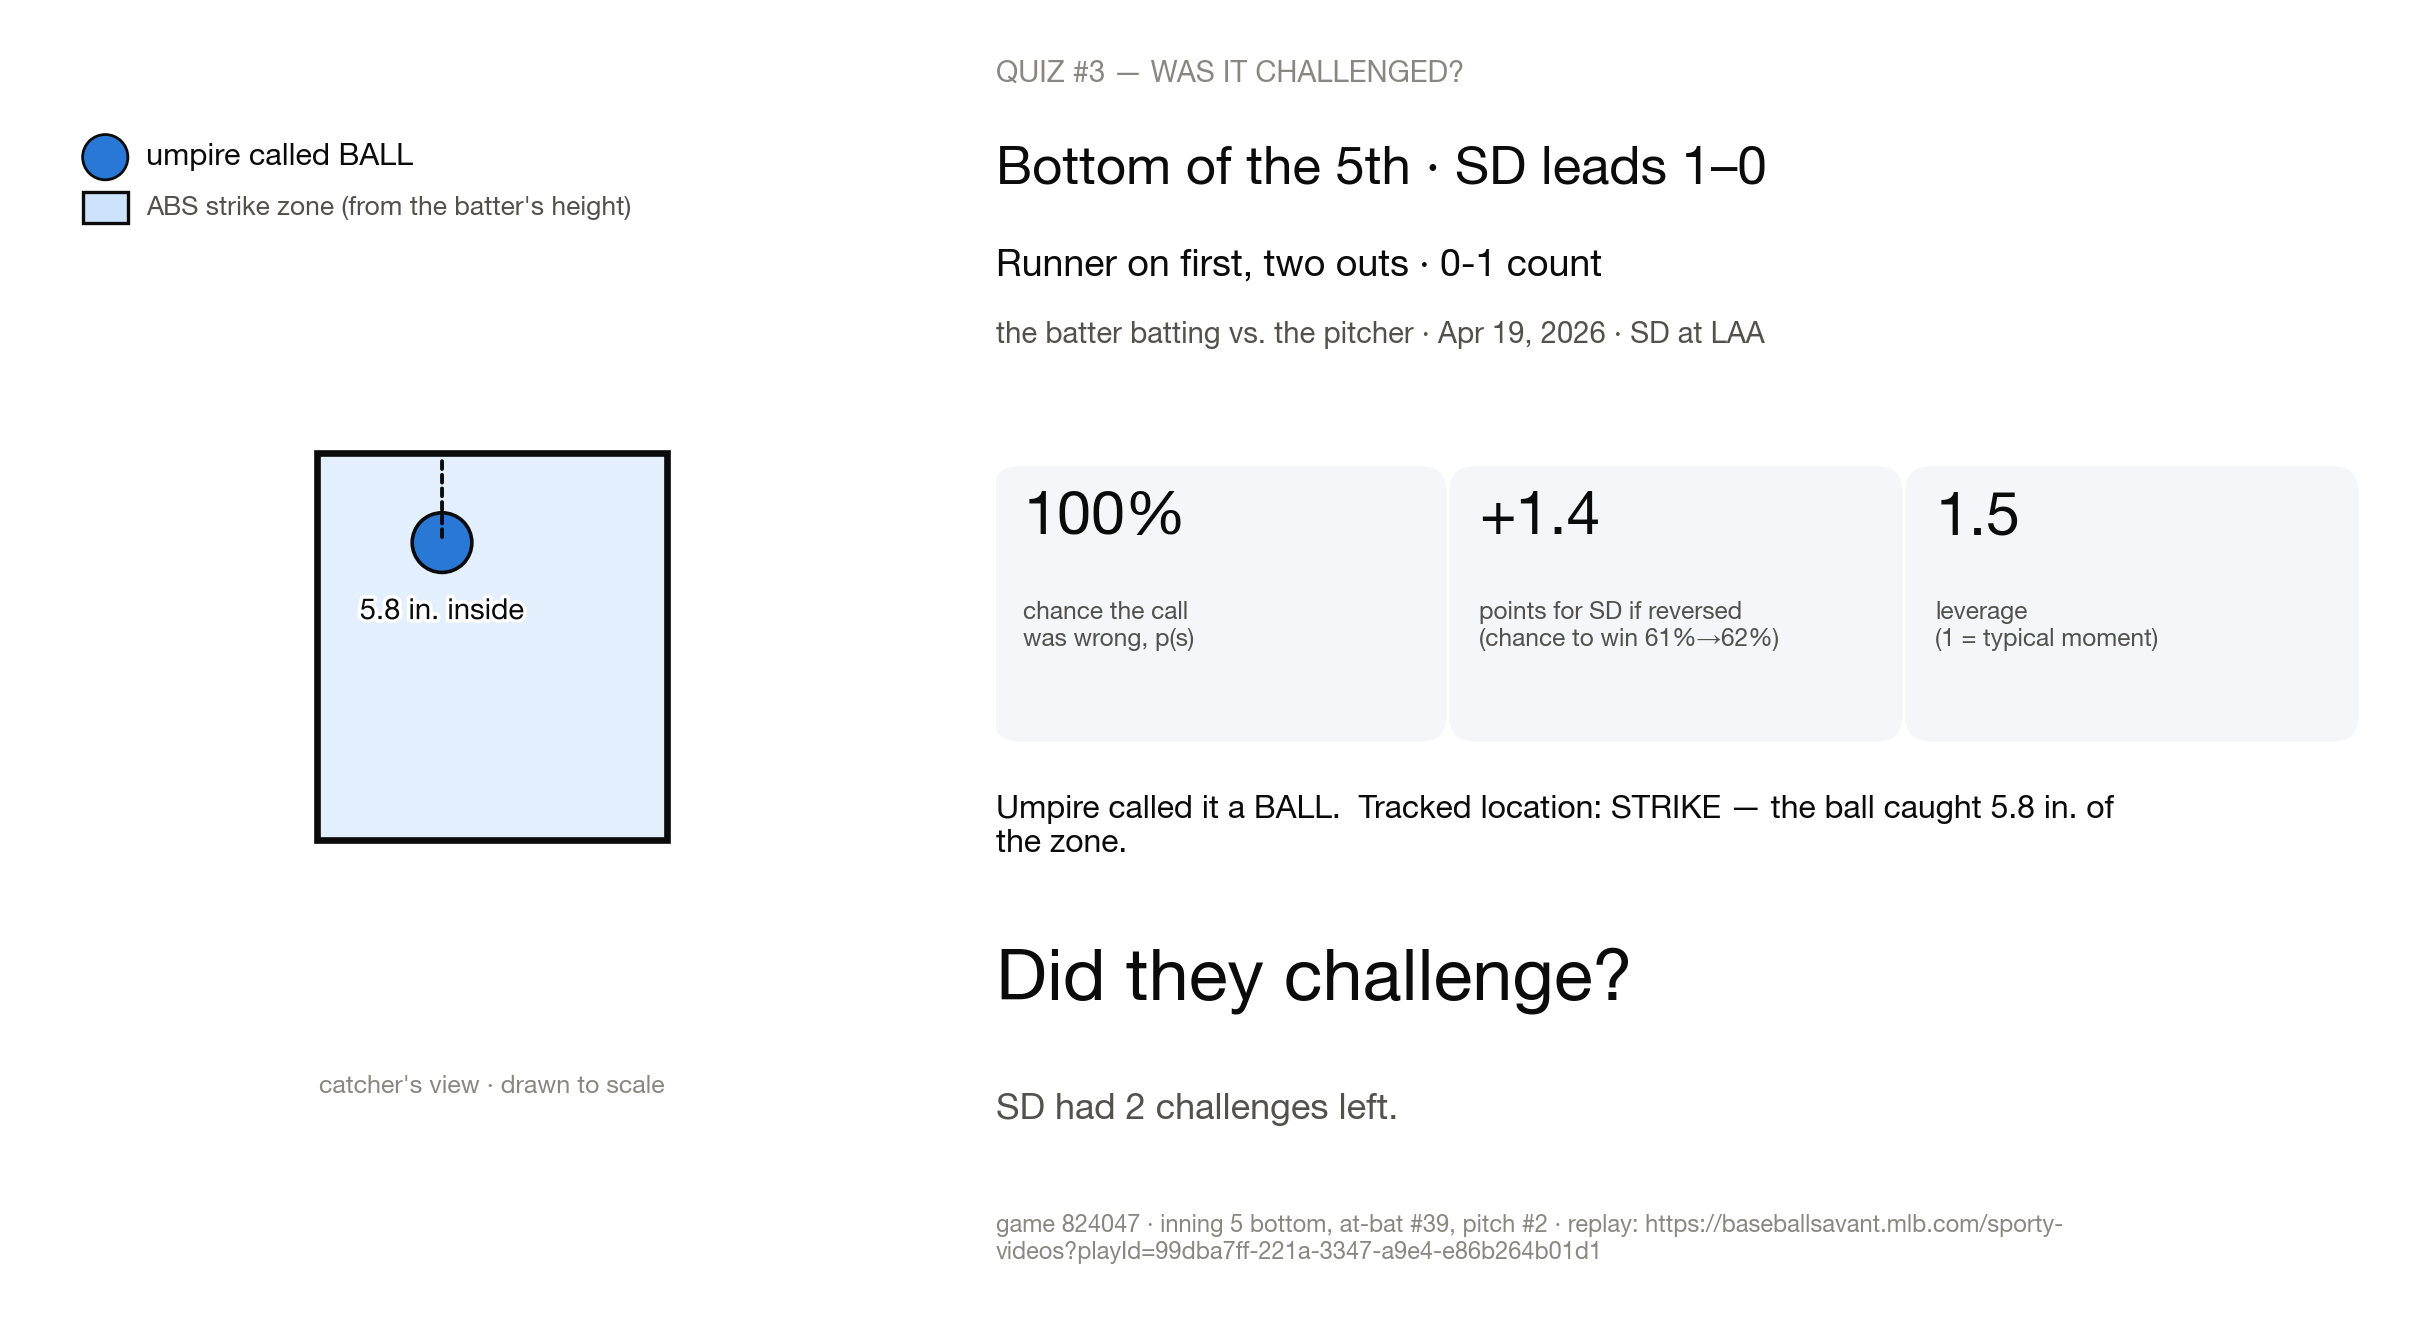 QUIZ #3 — WAS IT CHALLENGED?
umpire called BALL
ABS strike zone (from the batter's height)
Bottom of the 5th · SD leads 1–0
Runner on first, two outs · 0-1 count
the batter batting vs. the pitcher · Apr 19, 2026 · SD at LAA
5.8 in. inside
catcher's view · drawn to scale
100%
chance the call
was wrong, p(s)
+1.4
points for SD if reversed
(chance to win 61%→62%)
1.5
leverage
(1 = typical moment)
Umpire called it a BALL.  Tracked location: STRIKE — the ball caught 5.8 in. of
the zone.
Did they challenge?
SD had 2 challenges left.
game 824047 · inning 5 bottom, at-bat #39, pitch #2 · replay: https://baseballsavant.mlb.com/sporty-
videos?playId=99dba7ff-221a-3347-a9e4-e86b264b01d1